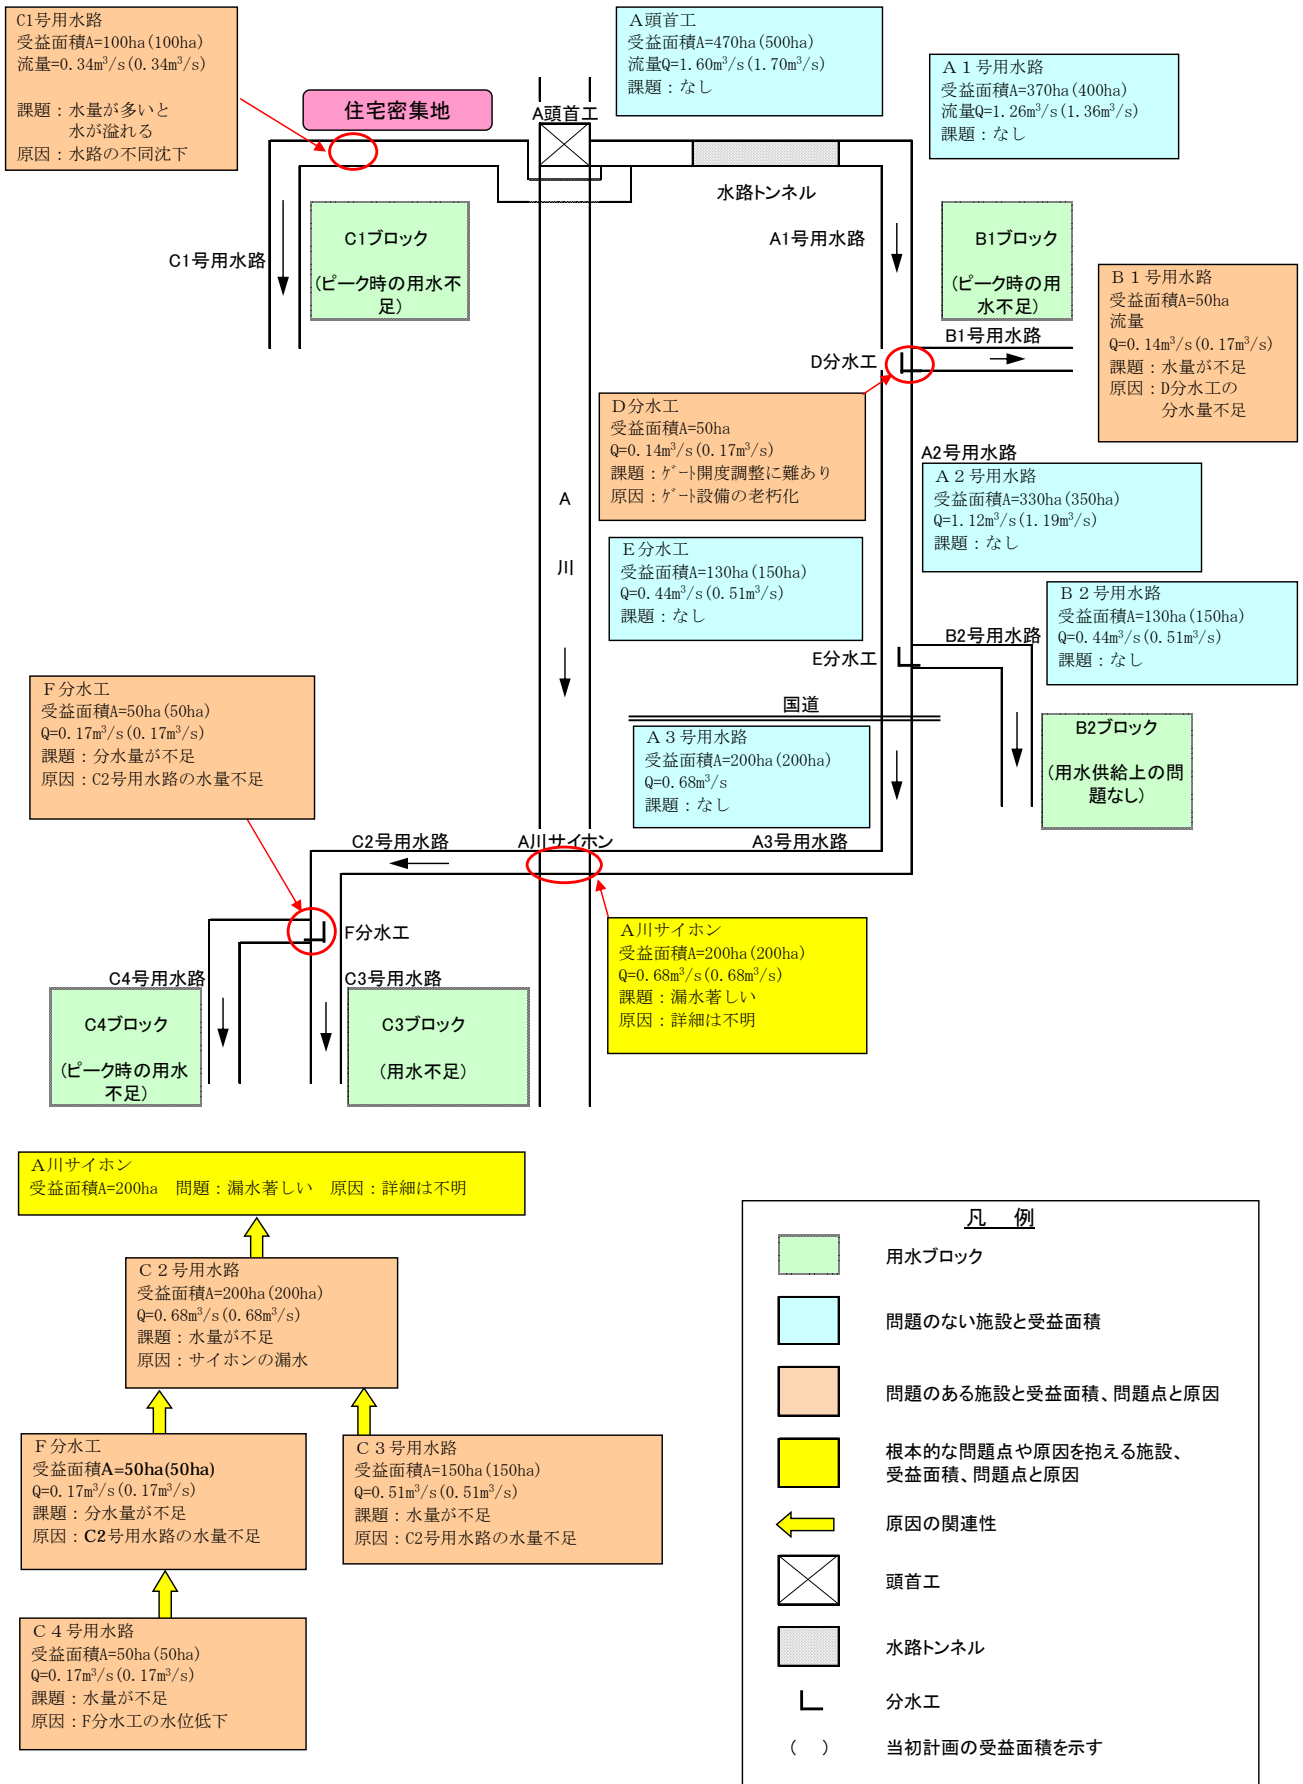 C1号用水路
受益面積A=100ha(100ha)
流量=0.34m³/s(0.34m³/s)
課題：水量が多いと
水が溢れる
原因：水路の不同沈下
住宅密集地
A頭首工
Ａ頭首工
受益面積A=470ha(500ha)
流量Q=1.60m³/s(1.70m³/s)
課題：なし
Ａ１号用水路
受益面積A=370ha(400ha)
流量Q=1.26m³/s(1.36m³/s)
課題：なし
水路トンネル
C1号用水路
C1ブロック
(ピーク時の用水不
足)
A1号用水路
B1ブロック
(ピーク時の用
水不足)
B1号用水路
Ｂ１号用水路
受益面積A=50ha
流量
Q=0.14m³/s(0.17m³/s)
課題：水量が不足
原因：D分水工の
分水量不足
D分水工
Ｄ分水工
受益面積A=50ha
Q=0.14m³/s(0.17m³/s)
課題：ｹﾞｰﾄ開度調整に難あり
原因：ｹﾞｰﾄ設備の老朽化
A2号用水路
Ａ２号用水路
受益面積A=330ha(350ha)
Q=1.12m³/s(1.19m³/s)
課題：なし
A
川
Ｅ分水工
受益面積A=130ha(150ha)
Q=0.44m³/s(0.51m³/s)
課題：なし
Ｂ２号用水路
受益面積A=130ha(150ha)
Q=0.44m³/s(0.51m³/s)
課題：なし
B2号用水路
E分水工
Ｆ分水工
受益面積A=50ha(50ha)
Q=0.17m³/s(0.17m³/s)
課題：分水量が不足
原因：C2号用水路の水量不足
国道
Ａ３号用水路
受益面積A=200ha(200ha)
Q=0.68m³/s
課題：なし
B2ブロック
(用水供給上の問
題なし)
C2号用水路
A川サイホン
A3号用水路
F分水工
Ａ川サイホン
受益面積A=200ha(200ha)
Q=0.68m³/s(0.68m³/s)
課題：漏水著しい
原因：詳細は不明
C4号用水路
C3号用水路
C4ブロック
(ピーク時の用水
不足)
C3ブロック
(用水不足)
Ａ川サイホン
受益面積A=200ha　問題：漏水著しい　原因：詳細は不明
Ｃ２号用水路
受益面積A=200ha(200ha)
Q=0.68m³/s(0.68m³/s)
課題：水量が不足
原因：サイホンの漏水
Ｆ分水工
受益面積A=50ha(50ha)
Q=0.17m³/s(0.17m³/s)
課題：分水量が不足
原因：C2号用水路の水量不足
Ｃ３号用水路
受益面積A=150ha(150ha)
Q=0.51m³/s(0.51m³/s)
課題：水量が不足
原因：C2号用水路の水量不足
Ｃ４号用水路
受益面積A=50ha(50ha)
Q=0.17m³/s(0.17m³/s)
課題：水量が不足
原因：F分水工の水位低下
凡　例
用水ブロック
問題のない施設と受益面積
問題のある施設と受益面積、問題点と原因
根本的な問題点や原因を抱える施設、
受益面積、問題点と原因
原因の関連性
頭首工
水路トンネル
分水工
(　)　当初計画の受益面積を示す